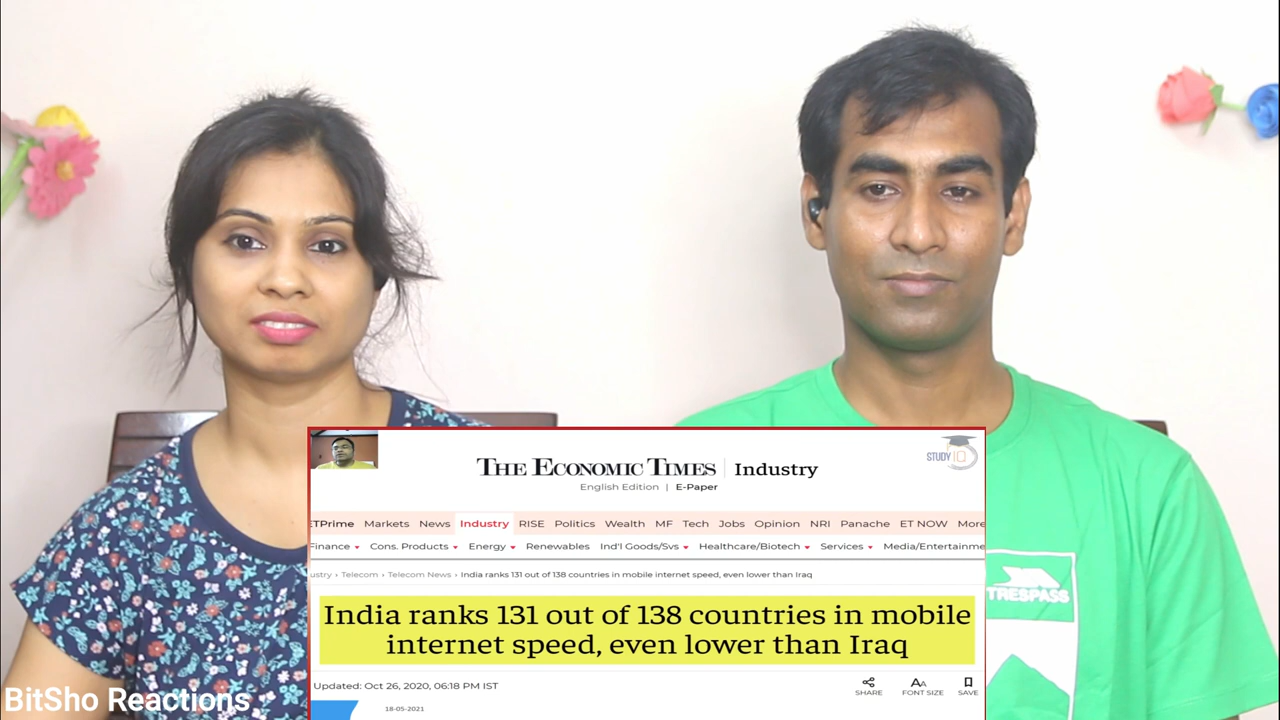 THE ECONOMIC TIMES | Industry
STUDY IQ
English Edition | E-Paper
ETPrime Markets News Industry RISE Politics Wealth MF Tech Jobs Opinion NRI Panache ET NOW More
Finance Cons. Products Energy Renewables Ind'l Goods/Svs Healthcare/Biotech Services Media/Entertainme
ustry › Telecom › Telecom News › India ranks 131 out of 138 countries in mobile internet speed, even lower than Iraq
TRESPASS
India ranks 131 out of 138 countries in mobile
internet speed, even lower than Iraq
Updated: Oct 26, 2020, 06:18 PM IST
SHARE FONT SIZE SAVE
BitSho Reactions
18-05-2021